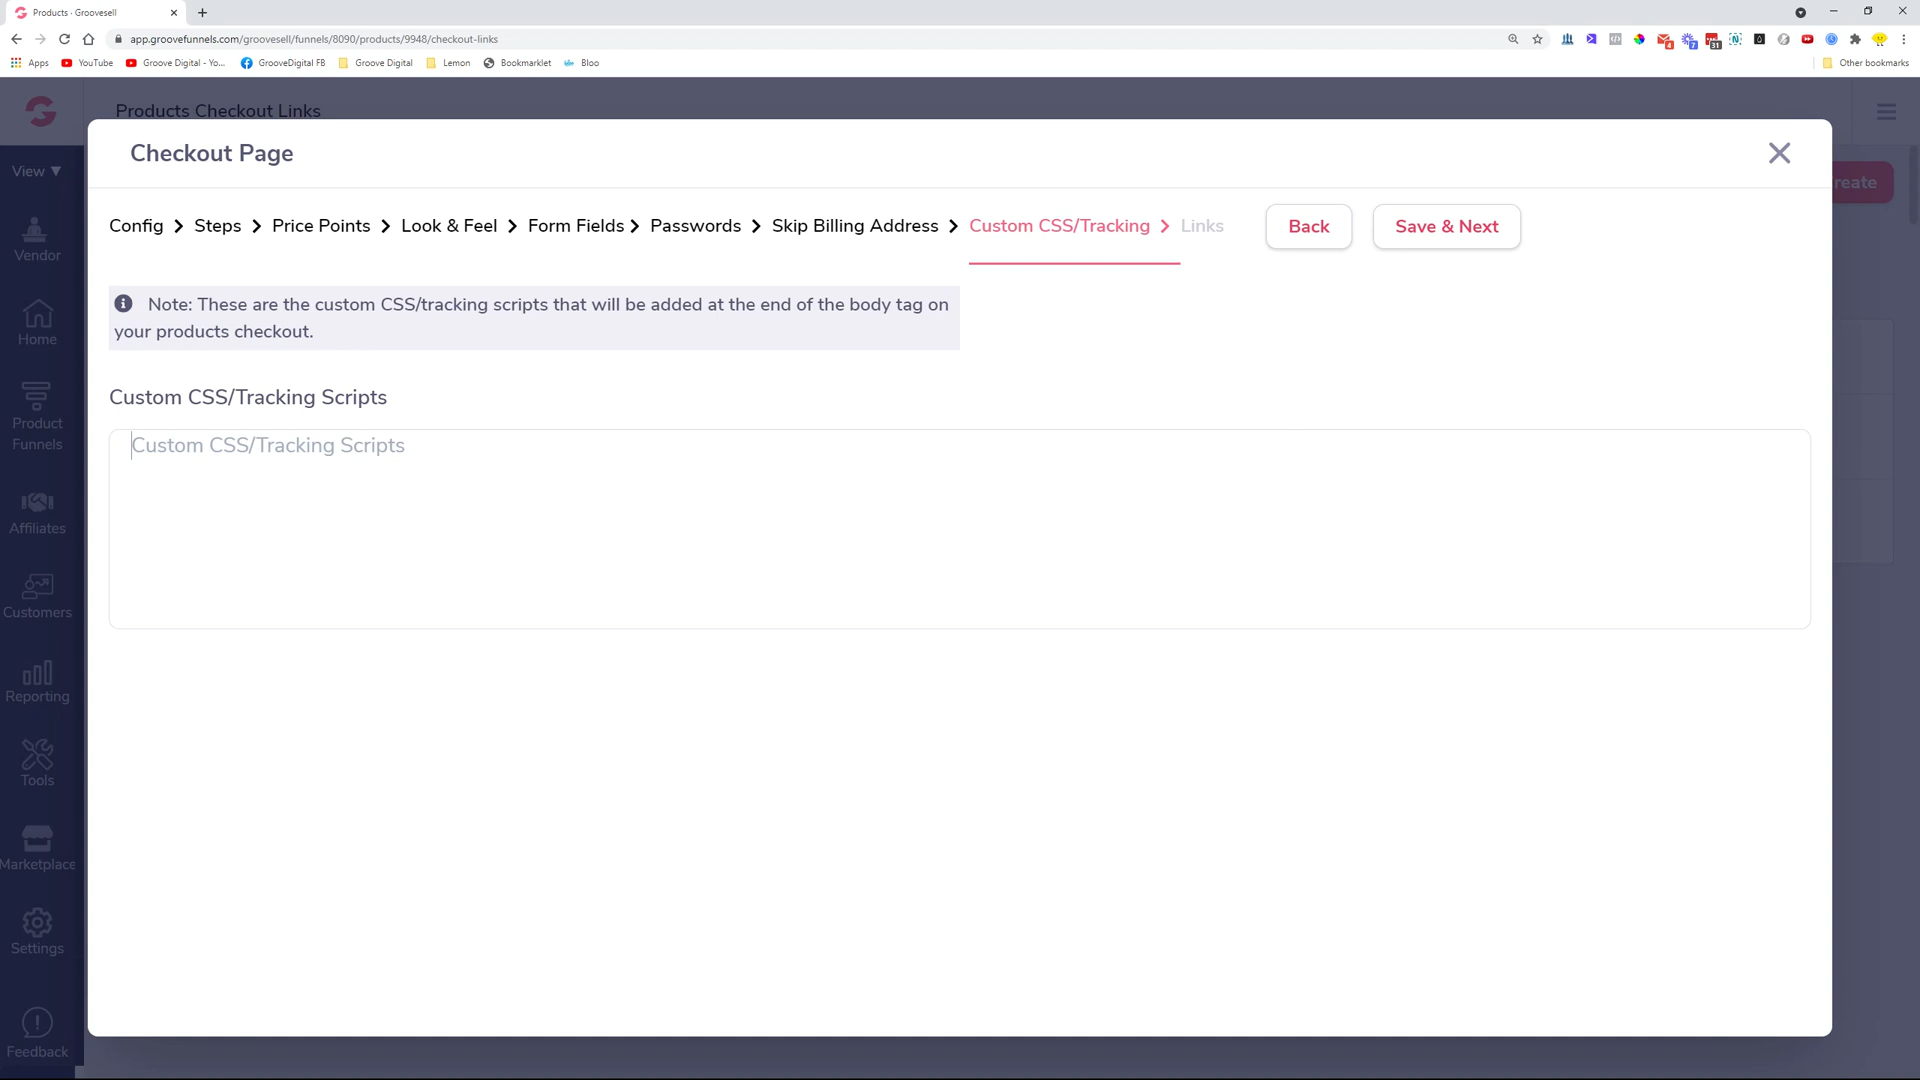 Products - Groovesell
app.groovefunnels.com/groovesell/funnels/8090/products/9948/checkout-links
4
7
31
N
Apps
YouTube
Groove Digital - Yo...
GrooveDigital FB
Groove Digital
Lemon
Bookmarklet
Bloo
Other bookmarks
Products Checkout Links
View ▼
Vendor
Home
Product
Funnels
Affiliates
Customers
Reporting
Tools
Marketplace
Settings
Feedback
reate
Checkout Page
Config
Steps
Price Points
Look & Feel
Form Fields
Passwords
Skip Billing Address
Custom CSS/Tracking
Links
Back
Save & Next
Note: These are the custom CSS/tracking scripts that will be added at the end of the body tag on
your products checkout.
Custom CSS/Tracking Scripts
Custom CSS/Tracking Scripts